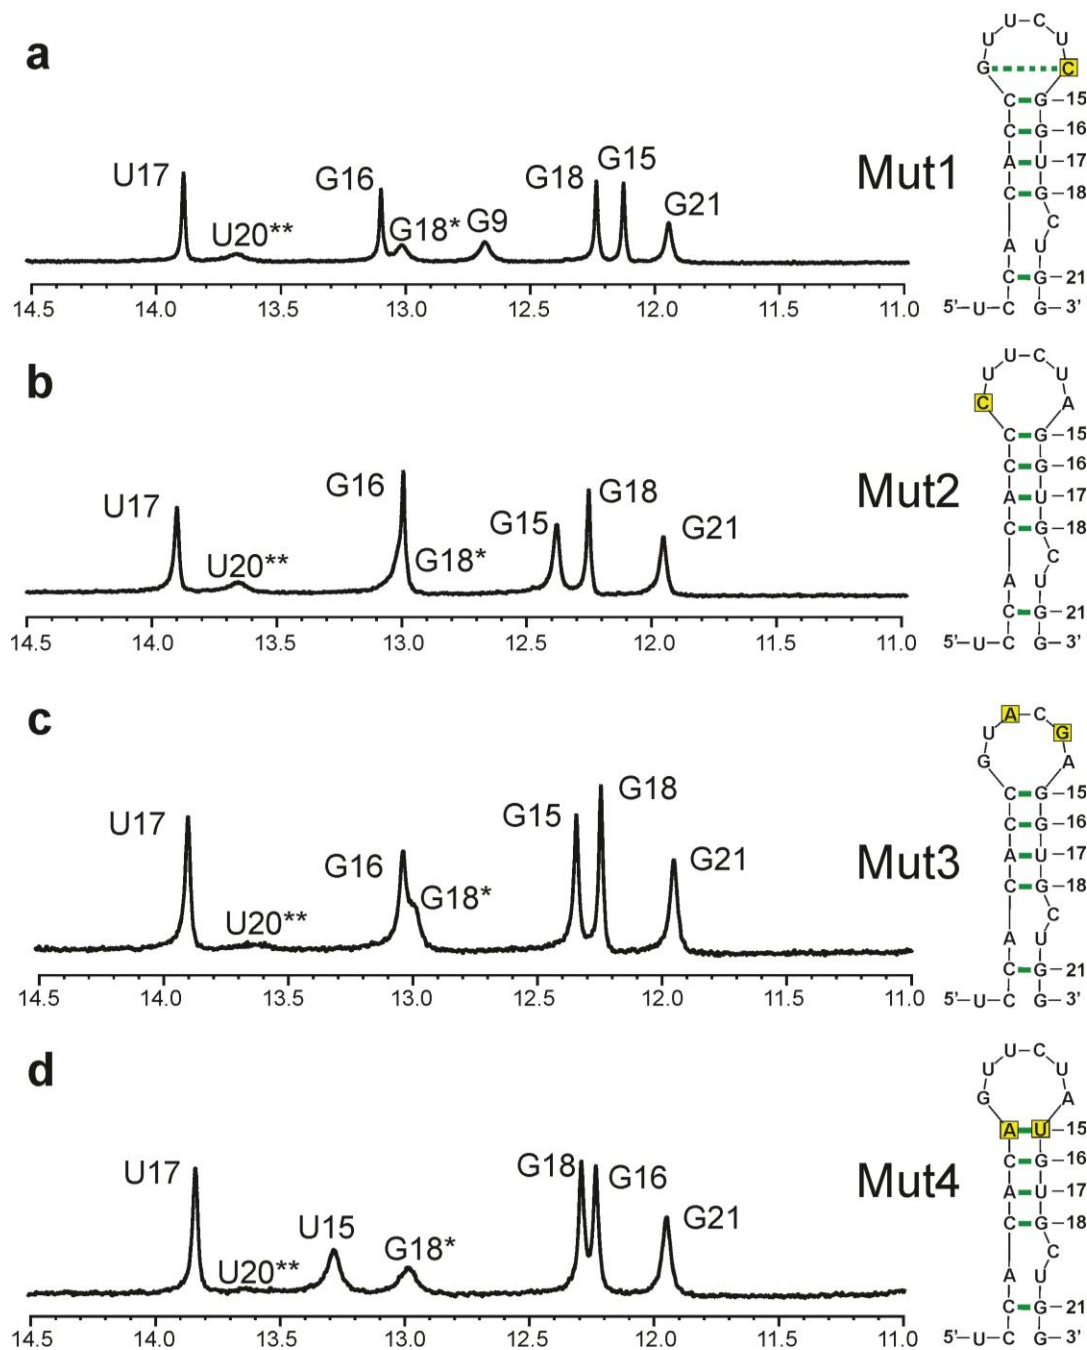 a
U17
U20**
G16
G18*
G9
G18
G15
G21
Mut1
14.5 14.0 13.5 13.0 12.5 12.0 11.5 11.0
U U C U
G C
C G 15
C G 16
A U 17
C G 18
C
A U
C G 21
5' U C G 3'
b
U17
U20**
G16
G18*
G15
G18
G21
Mut2
14.5 14.0 13.5 13.0 12.5 12.0 11.5 11.0
U U C U
C A
C G 15
C G 16
A U 17
C G 18
C
A U
C G 21
5' U C G 3'
c
U17
U20**
G16
G18*
G15
G18
G21
Mut3
14.5 14.0 13.5 13.0 12.5 12.0 11.5 11.0
U A C G
G A
C G 15
C G 16
A U 17
C G 18
C
A U
C G 21
5' U C G 3'
d
U17
U20**
U15
G18*
G18
G16
G21
Mut4
14.5 14.0 13.5 13.0 12.5 12.0 11.5 11.0
U U C U
G A
A U 15
C G 16
A U 17
C G 18
C
A U
C G 21
5' U C G 3'